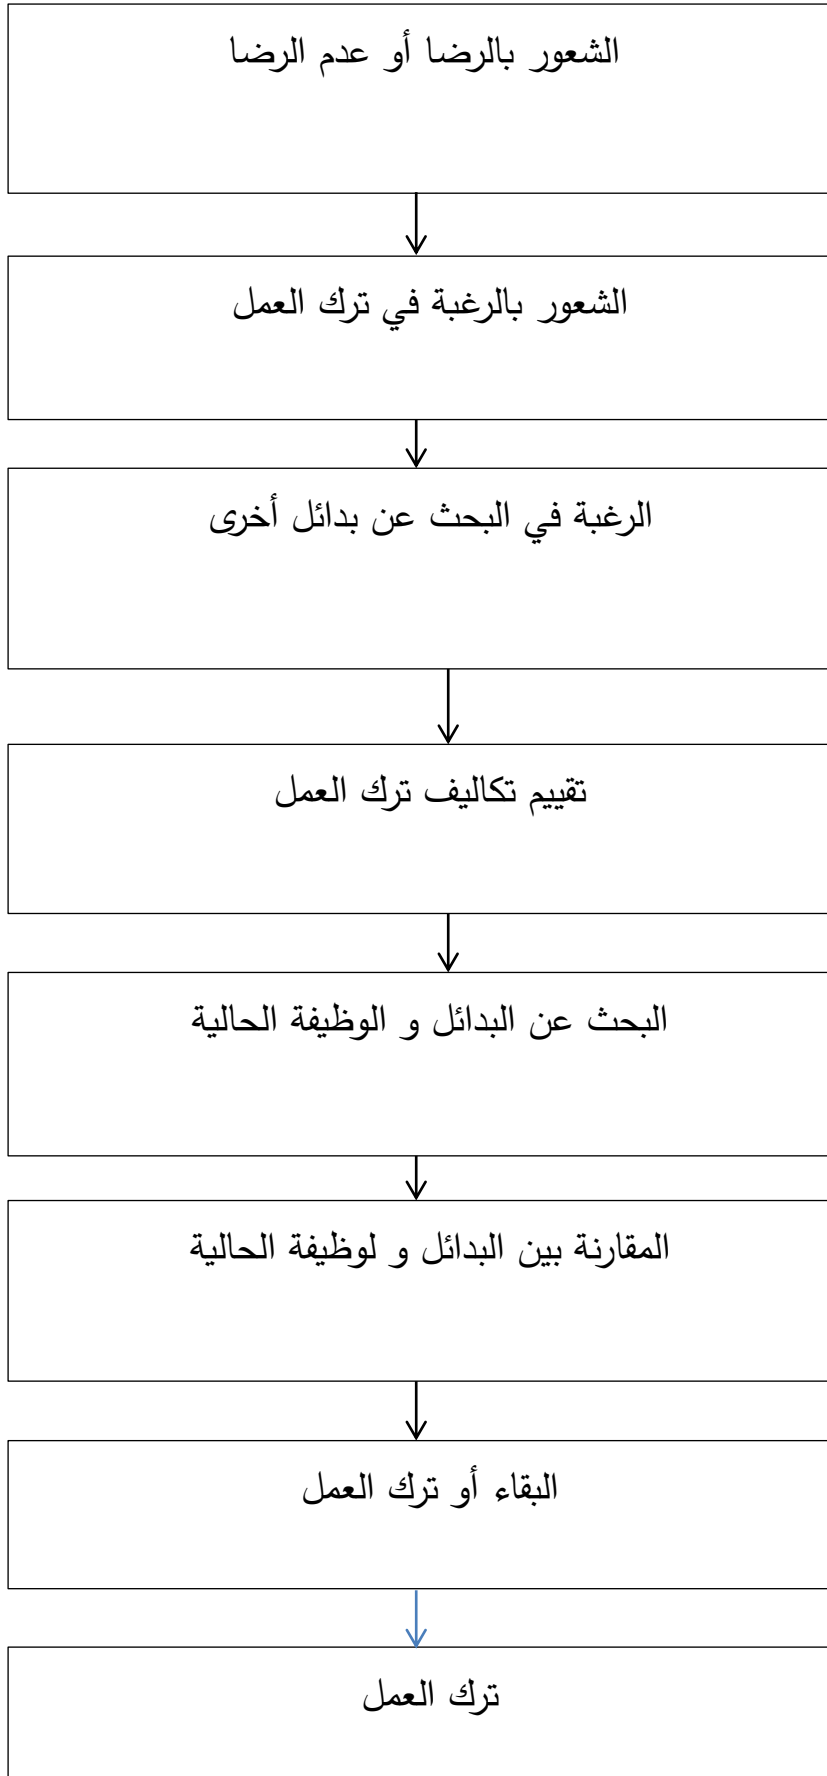 الشعور بالرضا أو عدم الرضا
الشعور بالرغبة في ترك العمل
الرغبة في البحث عن بدائل أخرى
تقييم تكاليف ترك العمل
البحث عن البدائل و الوظيفة الحالية
المقارنة بين البدائل و لوظيفة الحالية
البقاء أو ترك العمل
ترك العمل